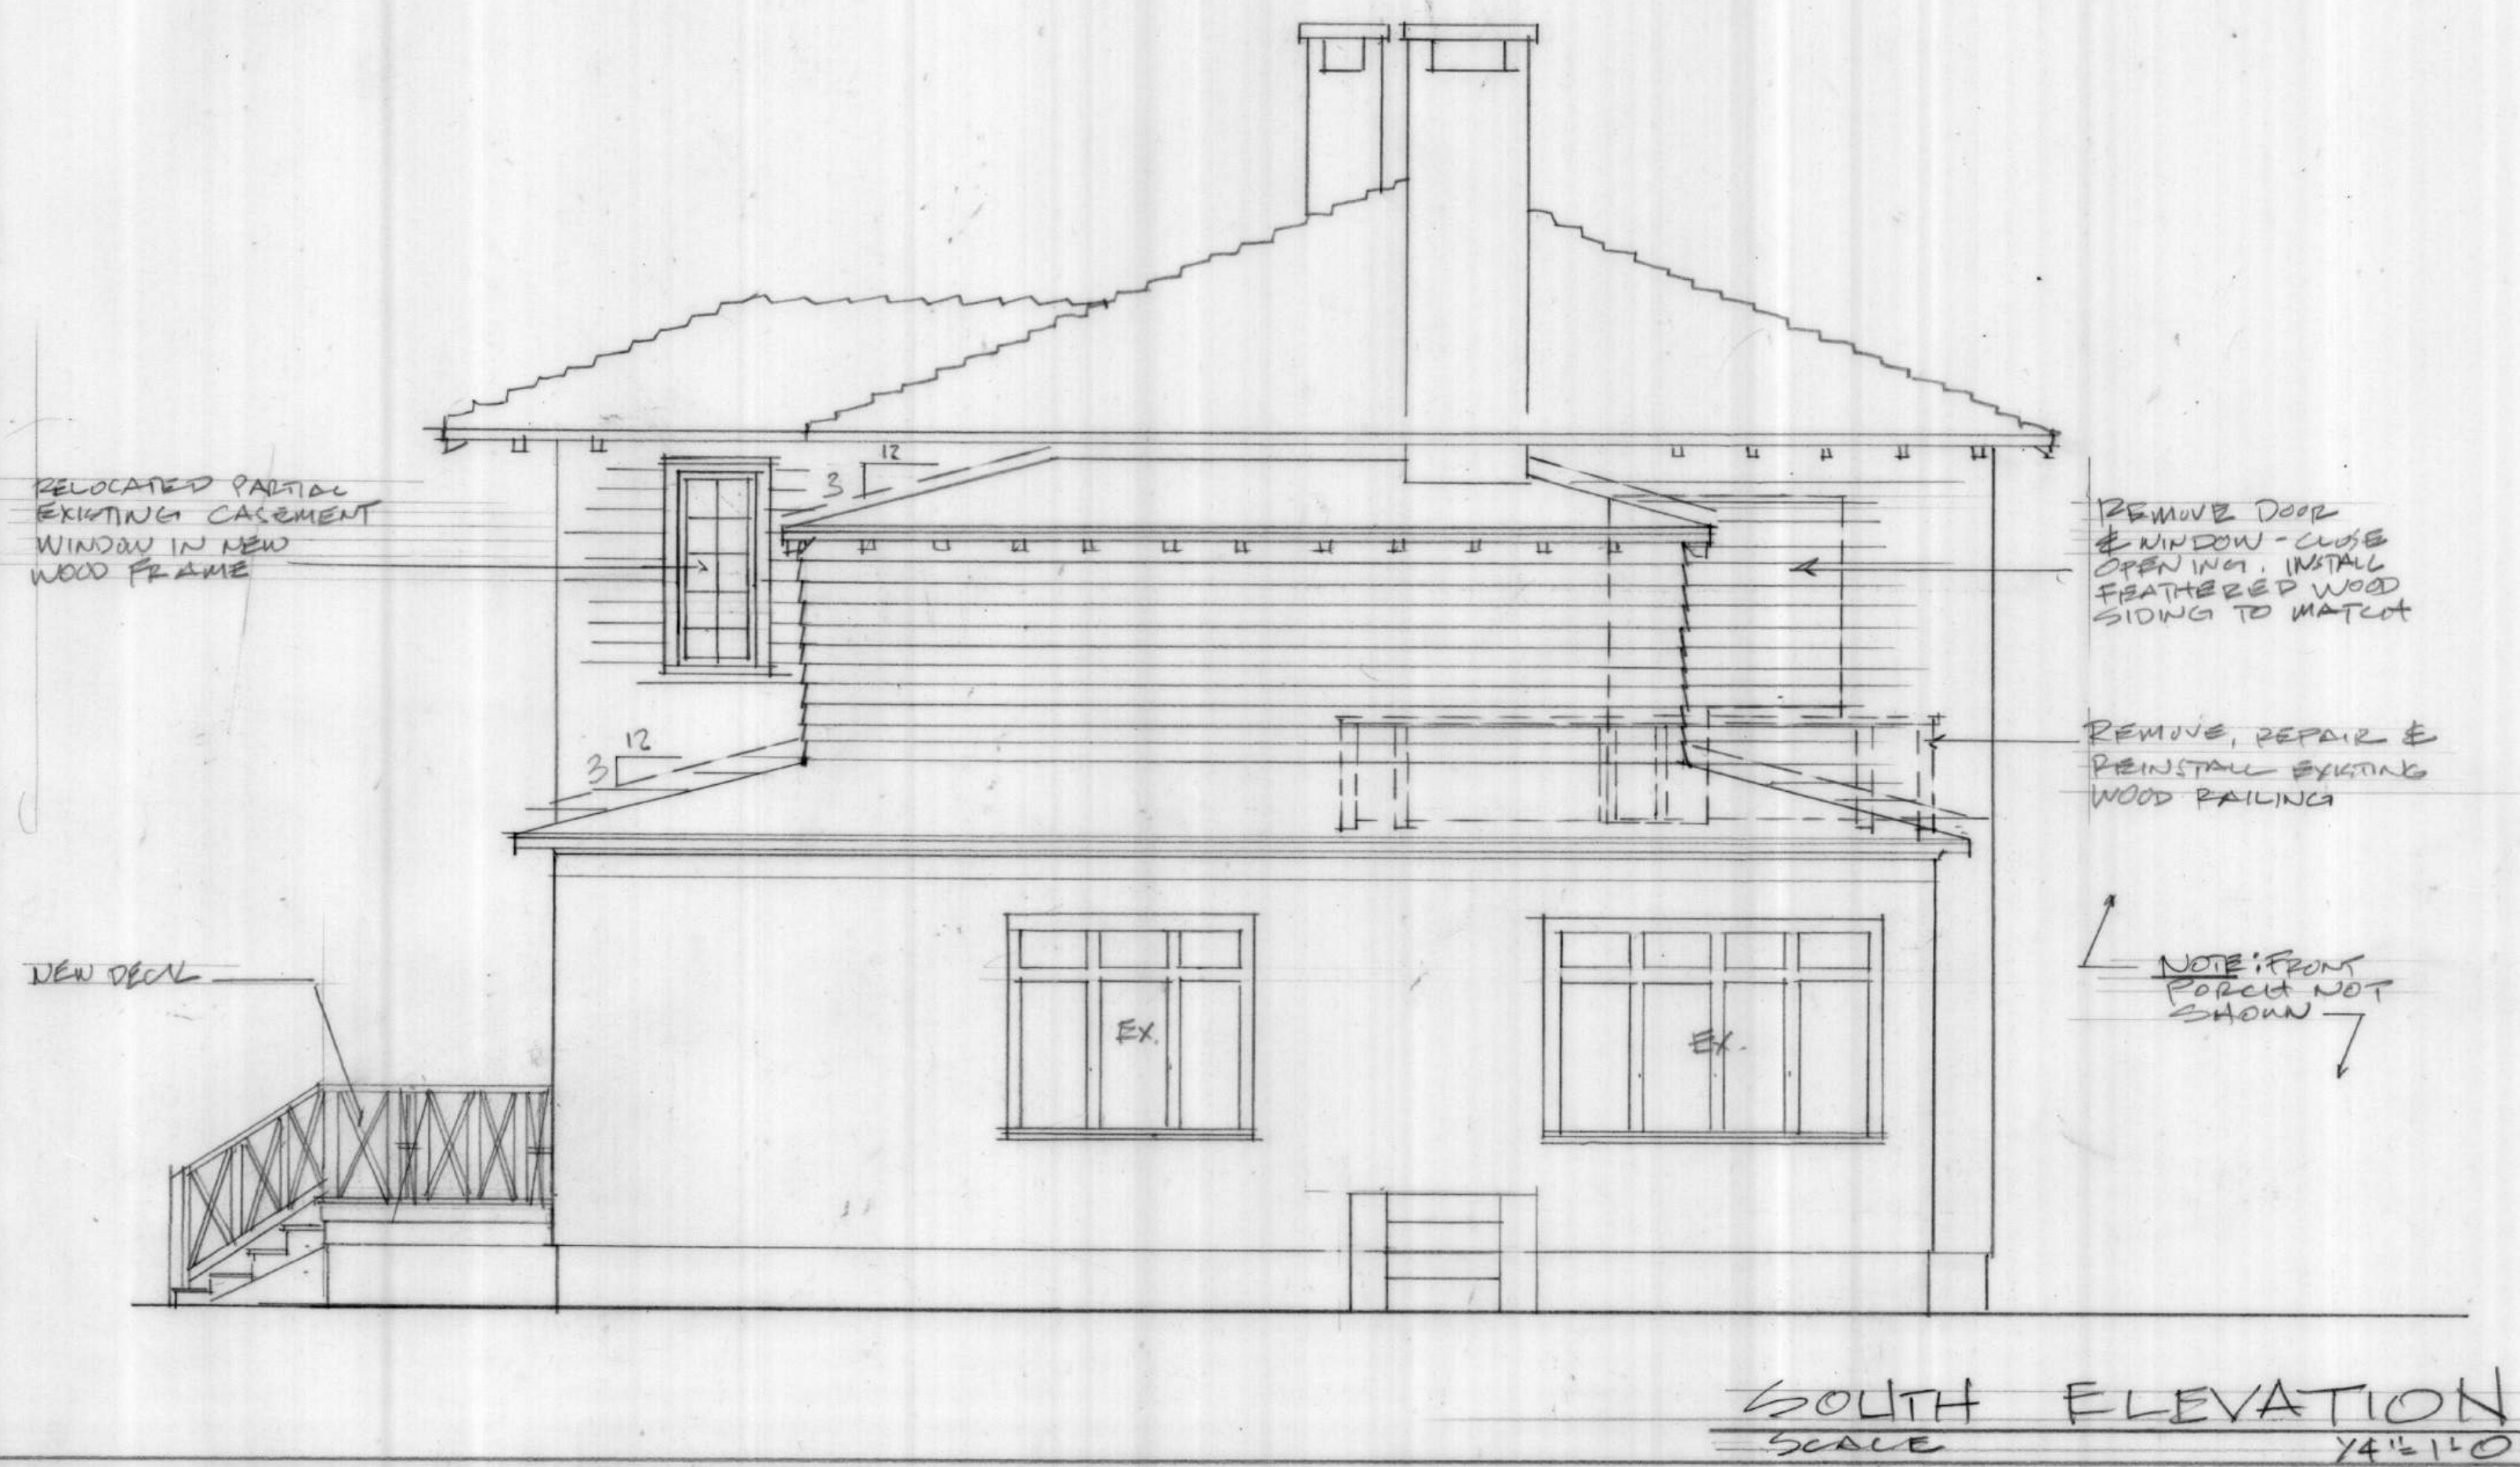 12
3
RELOCATED PARTIAL
EXISTING CASEMENT
WINDOW IN NEW
WOOD FRAME
REMOVE DOOR
& WINDOW - CLOSE
OPENING. INSTALL
FEATHERED WOOD
SIDING TO MATCH
12
3
REMOVE, REPAIR &
REINSTALL EXISTING
WOOD RAILING
NEW DECK
NOTE: FRONT
PORCH NOT
SHOWN
EX.
EX.
SOUTH ELEVATION
SCALE 1/4"=1'-0